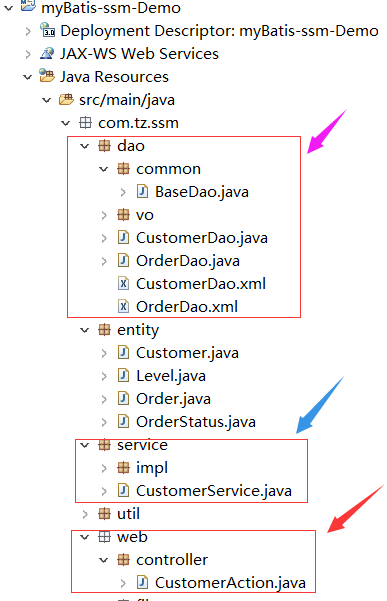 myBatis-ssm-Demo
Deployment Descriptor: myBatis-ssm-Demo
JAX-WS Web Services
Java Resources
src/main/java
com.tz.ssm
dao
common
BaseDao.java
vo
CustomerDao.java
OrderDao.java
CustomerDao.xml
OrderDao.xml
entity
Customer.java
Level.java
Order.java
OrderStatus.java
service
impl
CustomerService.java
util
web
controller
CustomerAction.java